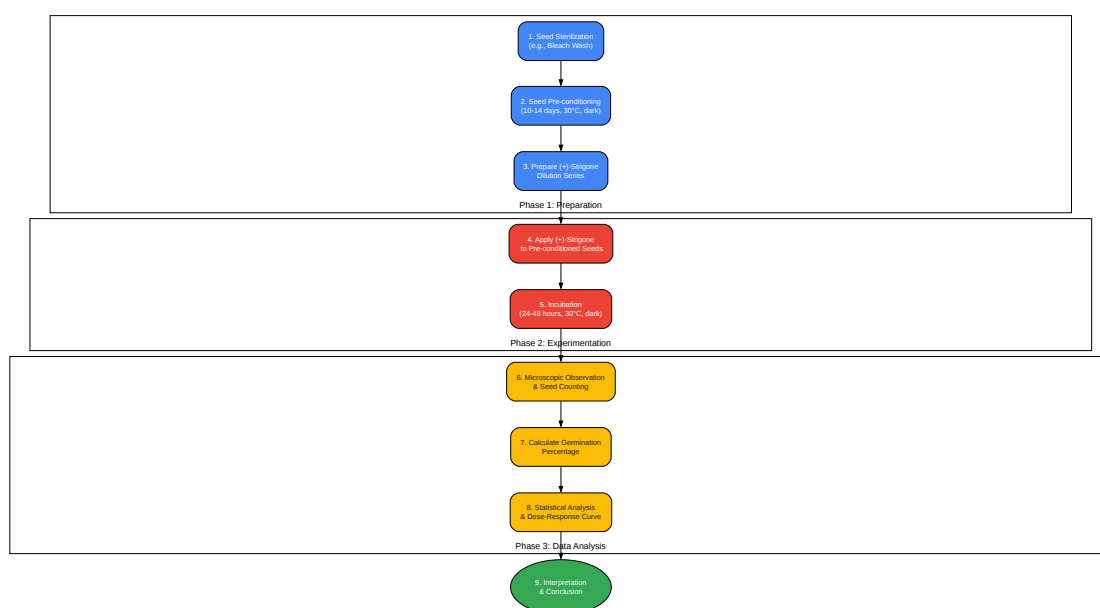 1. Seed Sterilization
(e.g., Bleach Wash)
2. Seed Pre-conditioning
(10-14 days, 30°C, dark)
3. Prepare (+)-Strigone
Dilution Series
Phase 1: Preparation
4. Apply (+)-Strigone
to Pre-conditioned Seeds
5. Incubation
(24-48 hours, 30°C, dark)
Phase 2: Experimentation
6. Microscopic Observation
& Seed Counting
7. Calculate Germination
Percentage
8. Statistical Analysis
& Dose-Response Curve
Phase 3: Data Analysis
9. Interpretation
& Conclusion